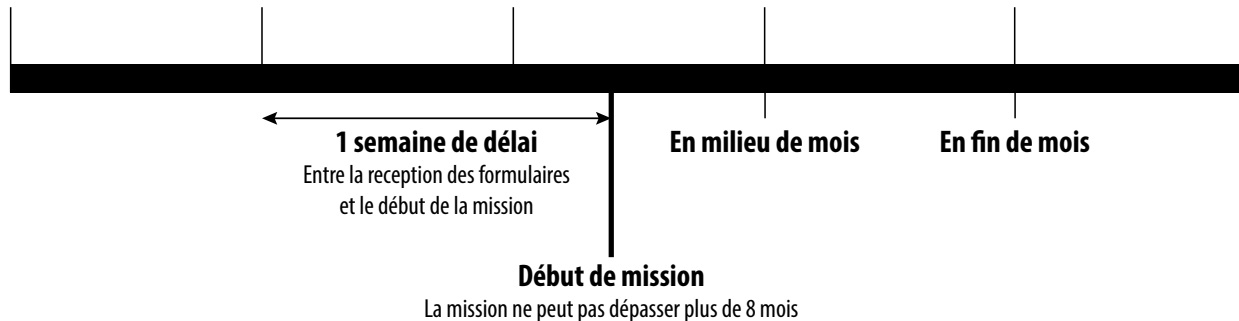 1 semaine de délai
Entre la reception des formulaires
et le début de la mission
En milieu de mois
En fin de mois
Début de mission
La mission ne peut pas dépasser plus de 8 mois